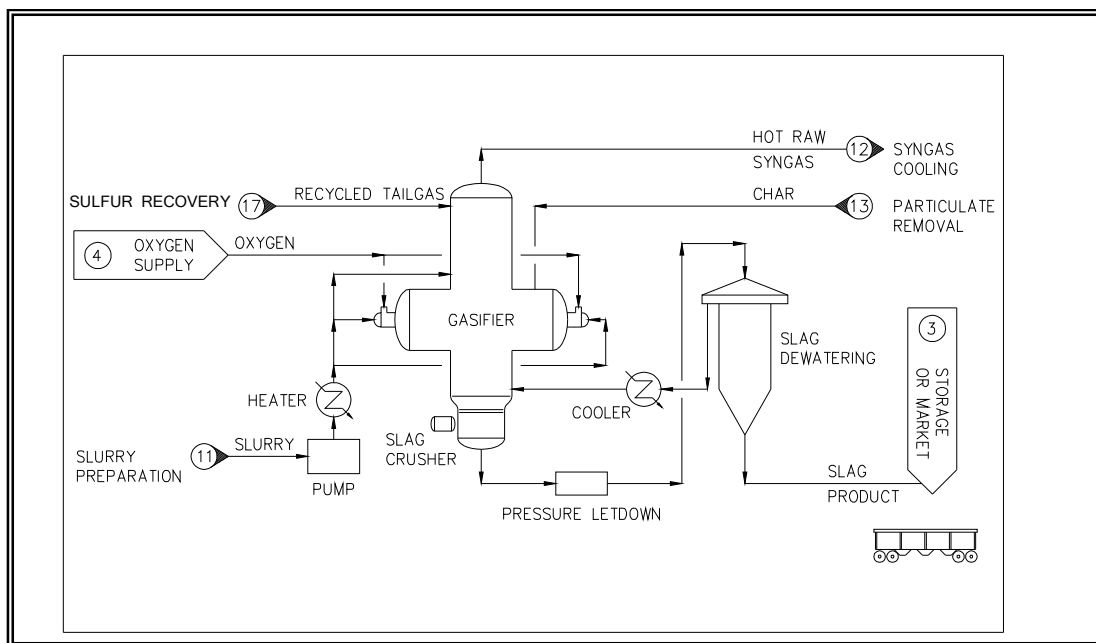 HOT RAW
SYNGAS
12
SYNGAS
COOLING
SULFUR RECOVERY
17
RECYCLED TAILGAS
CHAR
13
PARTICULATE
REMOVAL
4
OXYGEN
SUPPLY
OXYGEN
GASIFIER
SLAG
DEWATERING
3
STORAGE
OR MARKET
HEATER
COOLER
SLURRY
PREPARATION
11
SLURRY
PUMP
SLAG
CRUSHER
PRESSURE LETDOWN
SLAG
PRODUCT